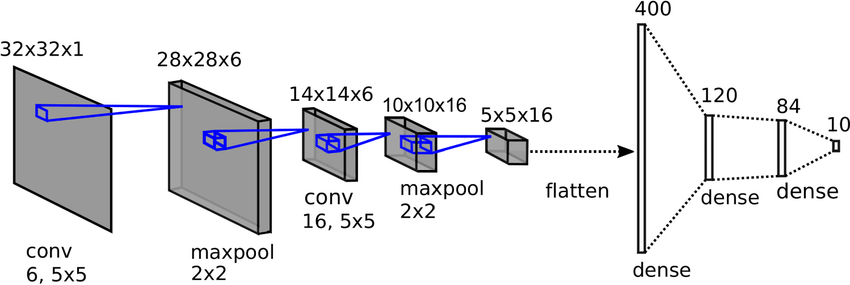 32x32x1
28x28x6
14x14x6
10x10x16
5x5x16
400
120
84
10
conv
6, 5x5
maxpool
2x2
conv
16, 5x5
maxpool
2x2
flatten
dense
dense
dense